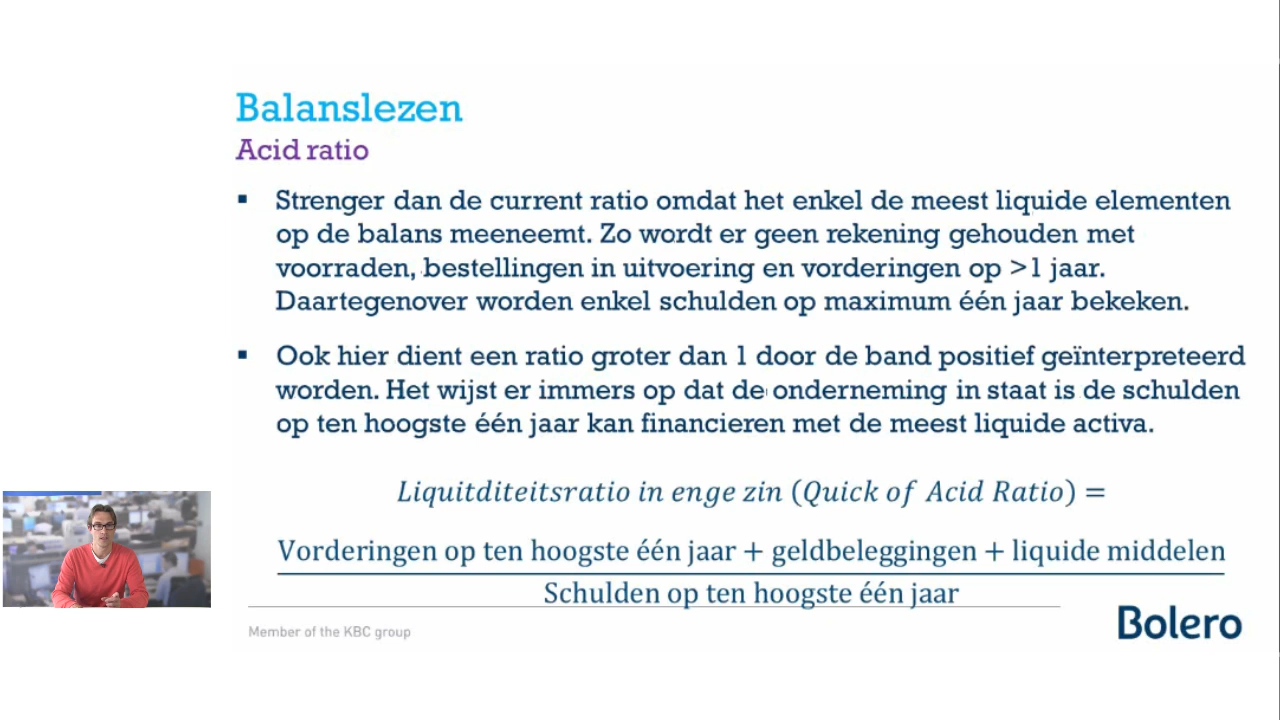 Balanslezen
Acid ratio
▪ Strenger dan de current ratio omdat het enkel de meest liquide elementen
op de balans meeneemt. Zo wordt er geen rekening gehouden met
voorraden, bestellingen in uitvoering en vorderingen op >1 jaar.
Daartegenover worden enkel schulden op maximum één jaar bekeken.
▪ Ook hier dient een ratio groter dan 1 door de band positief geïnterpreteerd
worden. Het wijst er immers op dat de onderneming in staat is de schulden
op ten hoogste één jaar kan financieren met de meest liquide activa.
Liquitditeitsratio in enge zin (Quick of Acid Ratio) =
Vorderingen op ten hoogste één jaar + geldbeleggingen + liquide middelen
Schulden op ten hoogste één jaar
Member of the KBC group
Bolero